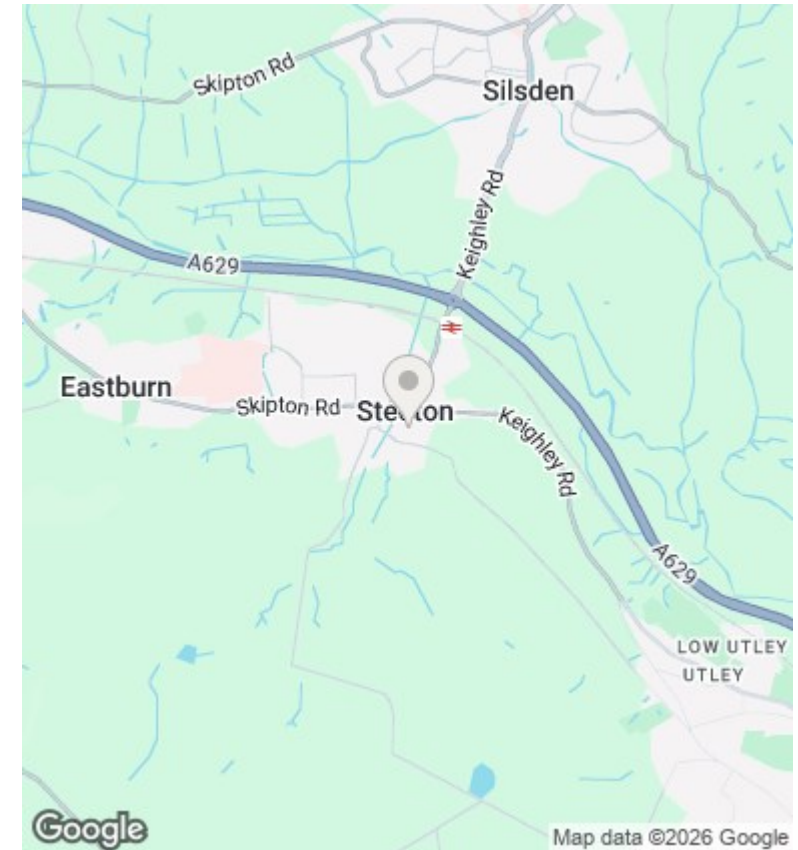 Skipton Rd
Silsden
Keighley Rd
A629
Eastburn
Skipton Rd
Steeton
Keighley Rd
A629
LOW UTLEY
UTLEY
Google
Map data ©2026 Google